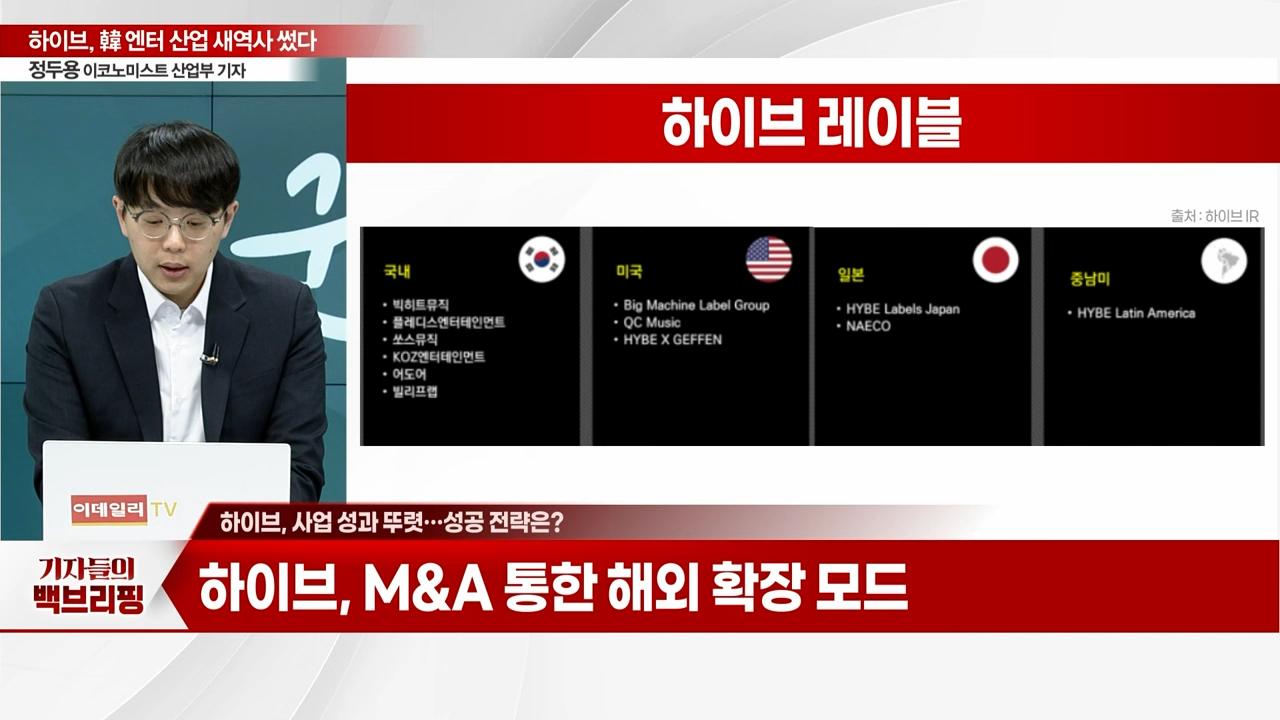 하이브, 韓 엔터 산업 새역사 썼다
정두용 이코노미스트 산업부 기자
하이브 레이블
출처 : 하이브 IR
국내
• 빅히트뮤직
• 플레디스엔터테인먼트
• 쏘스뮤직
• KOZ엔터테인먼트
• 어도어
• 빌리프랩
미국
• Big Machine Label Group
• QC Music
• HYBE X GEFFEN
일본
• HYBE Labels Japan
• NAECO
중남미
• HYBE Latin America
이데일리 TV
하이브, 사업 성과 뚜렷…성공 전략은?
기자들의
백브리핑
하이브, M&A 통한 해외 확장 모드